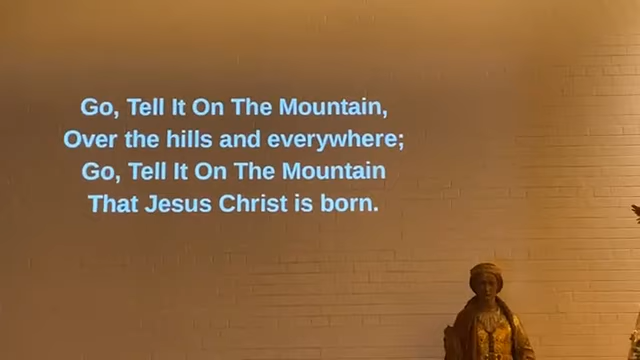 Go, Tell It On The Mountain,
Over the hills and everywhere;
Go, Tell It On The Mountain
That Jesus Christ is born.